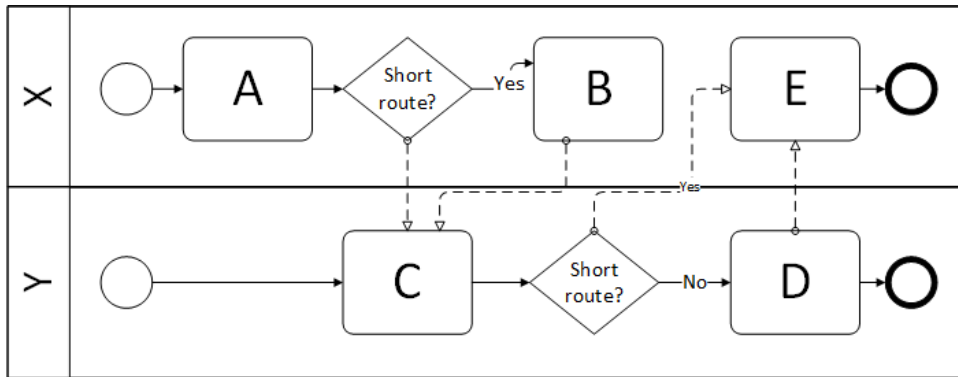 X
A
Short
route?
Yes
B
E
Yes
Y
C
Short
route?
No
D